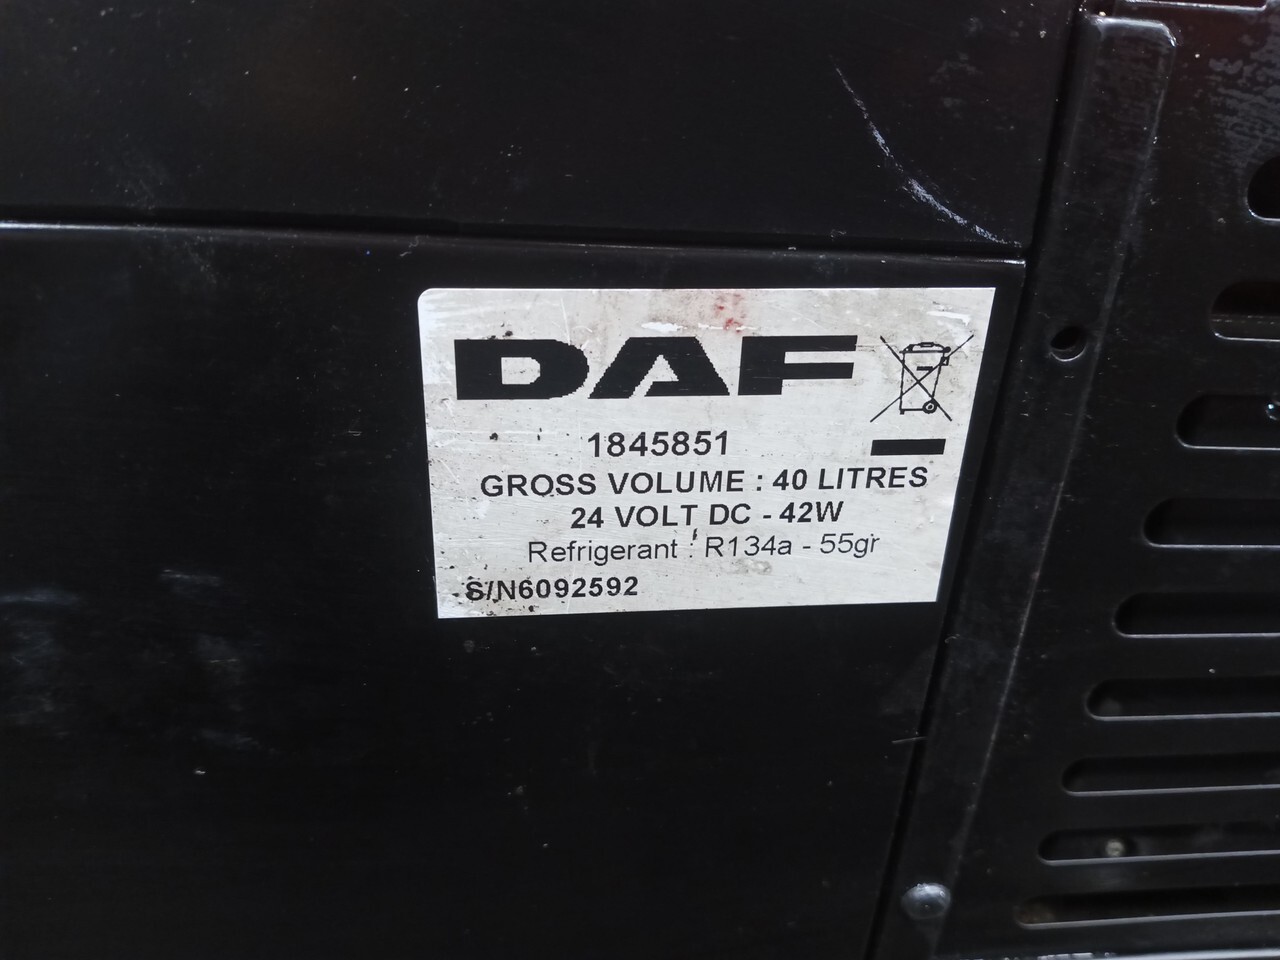 DAF
1845851
GROSS VOLUME : 40 LITRES
24 VOLT DC - 42W
Refrigerant : R134a - 55gr
S/N6092592